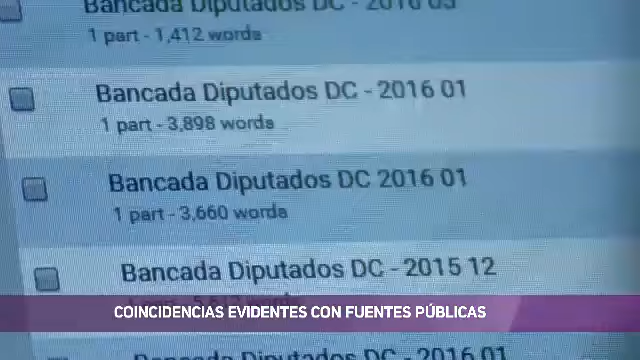 Bancada Diputados DC - 2016 03
1 part - 1,412 words
Bancada Diputados DC - 2016 01
1 part - 3,898 words
Bancada Diputados DC 2016 01
1 part - 3,660 words
Bancada Diputados DC - 2015 12
COINCIDENCIAS EVIDENTES CON FUENTES PÚBLICAS
Bancada Diputados DC - 2016 01